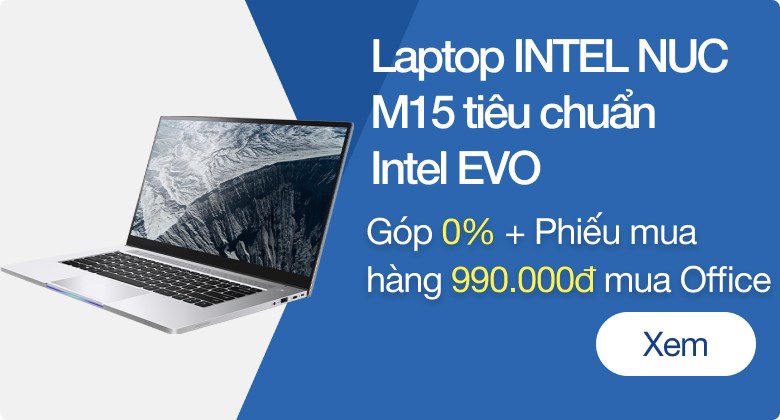 Laptop INTEL NUC
M15 tiêu chuẩn
Intel EVO
Góp 0% + Phiếu mua
hàng 990.000đ mua Office
Xem